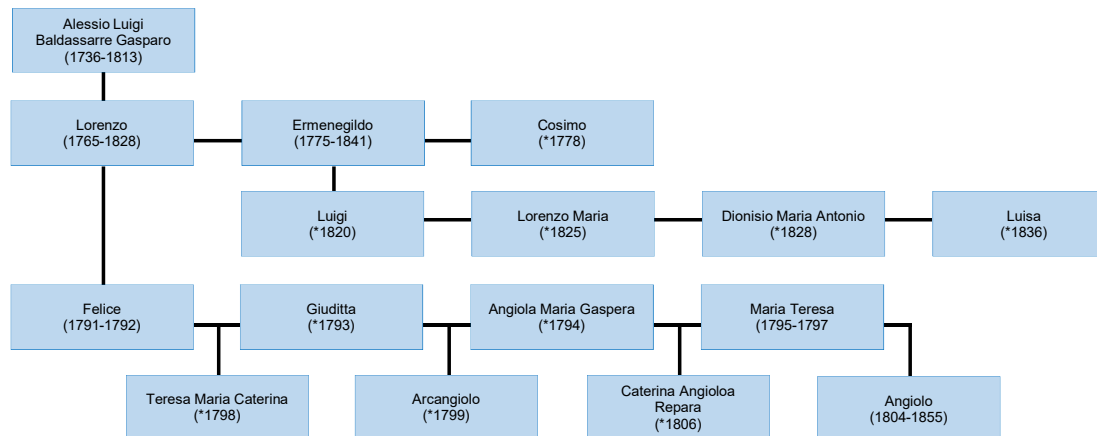 Alessio Luigi
Baldassarre Gasparo
(1736-1813)
Lorenzo
(1765-1828)
Ermenegildo
(1775-1841)
Cosimo
(*1778)
Luigi
(*1820)
Lorenzo Maria
(*1825)
Dionisio Maria Antonio
(*1828)
Luisa
(*1836)
Felice
(1791-1792)
Giuditta
(*1793)
Angiola Maria Gaspera
(*1794)
Maria Teresa
(1795-1797
Teresa Maria Caterina
(*1798)
Arcangiolo
(*1799)
Caterina Angioloa
Repara
(*1806)
Angiolo
(1804-1855)